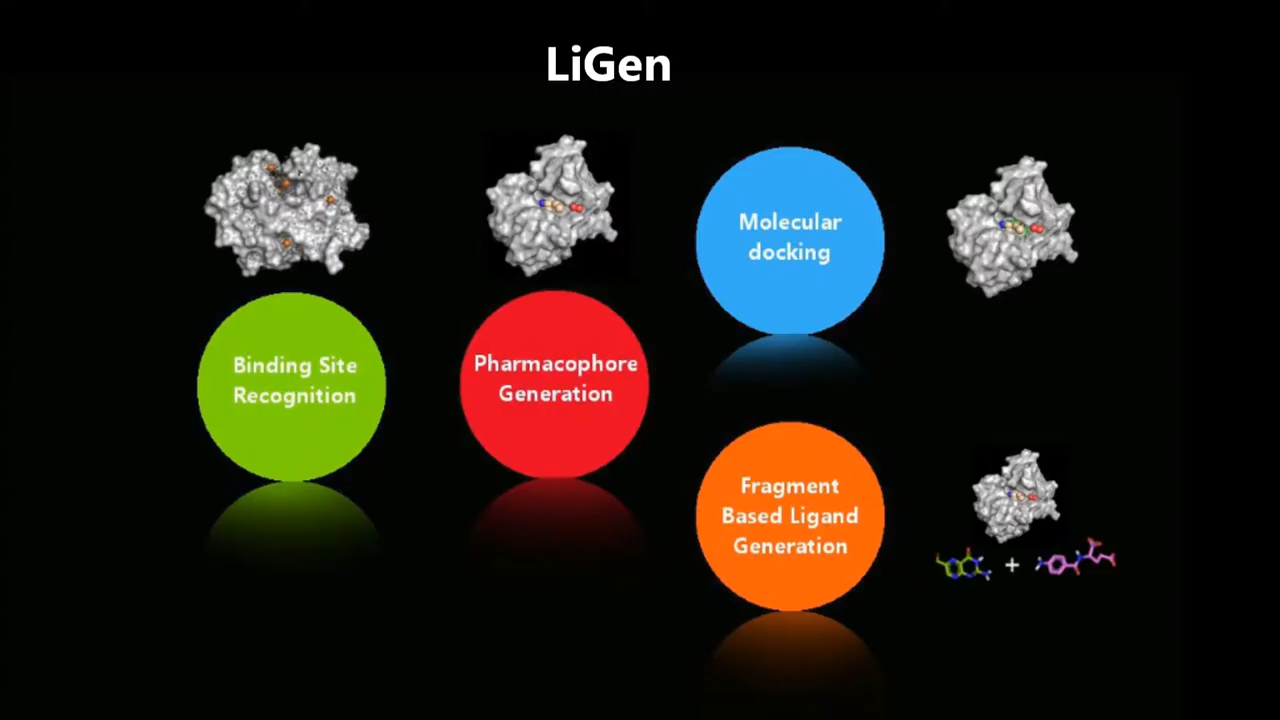 LiGen
Binding Site
Recognition
Pharmacophore
Generation
Molecular
docking
Fragment
Based Ligand
Generation
+